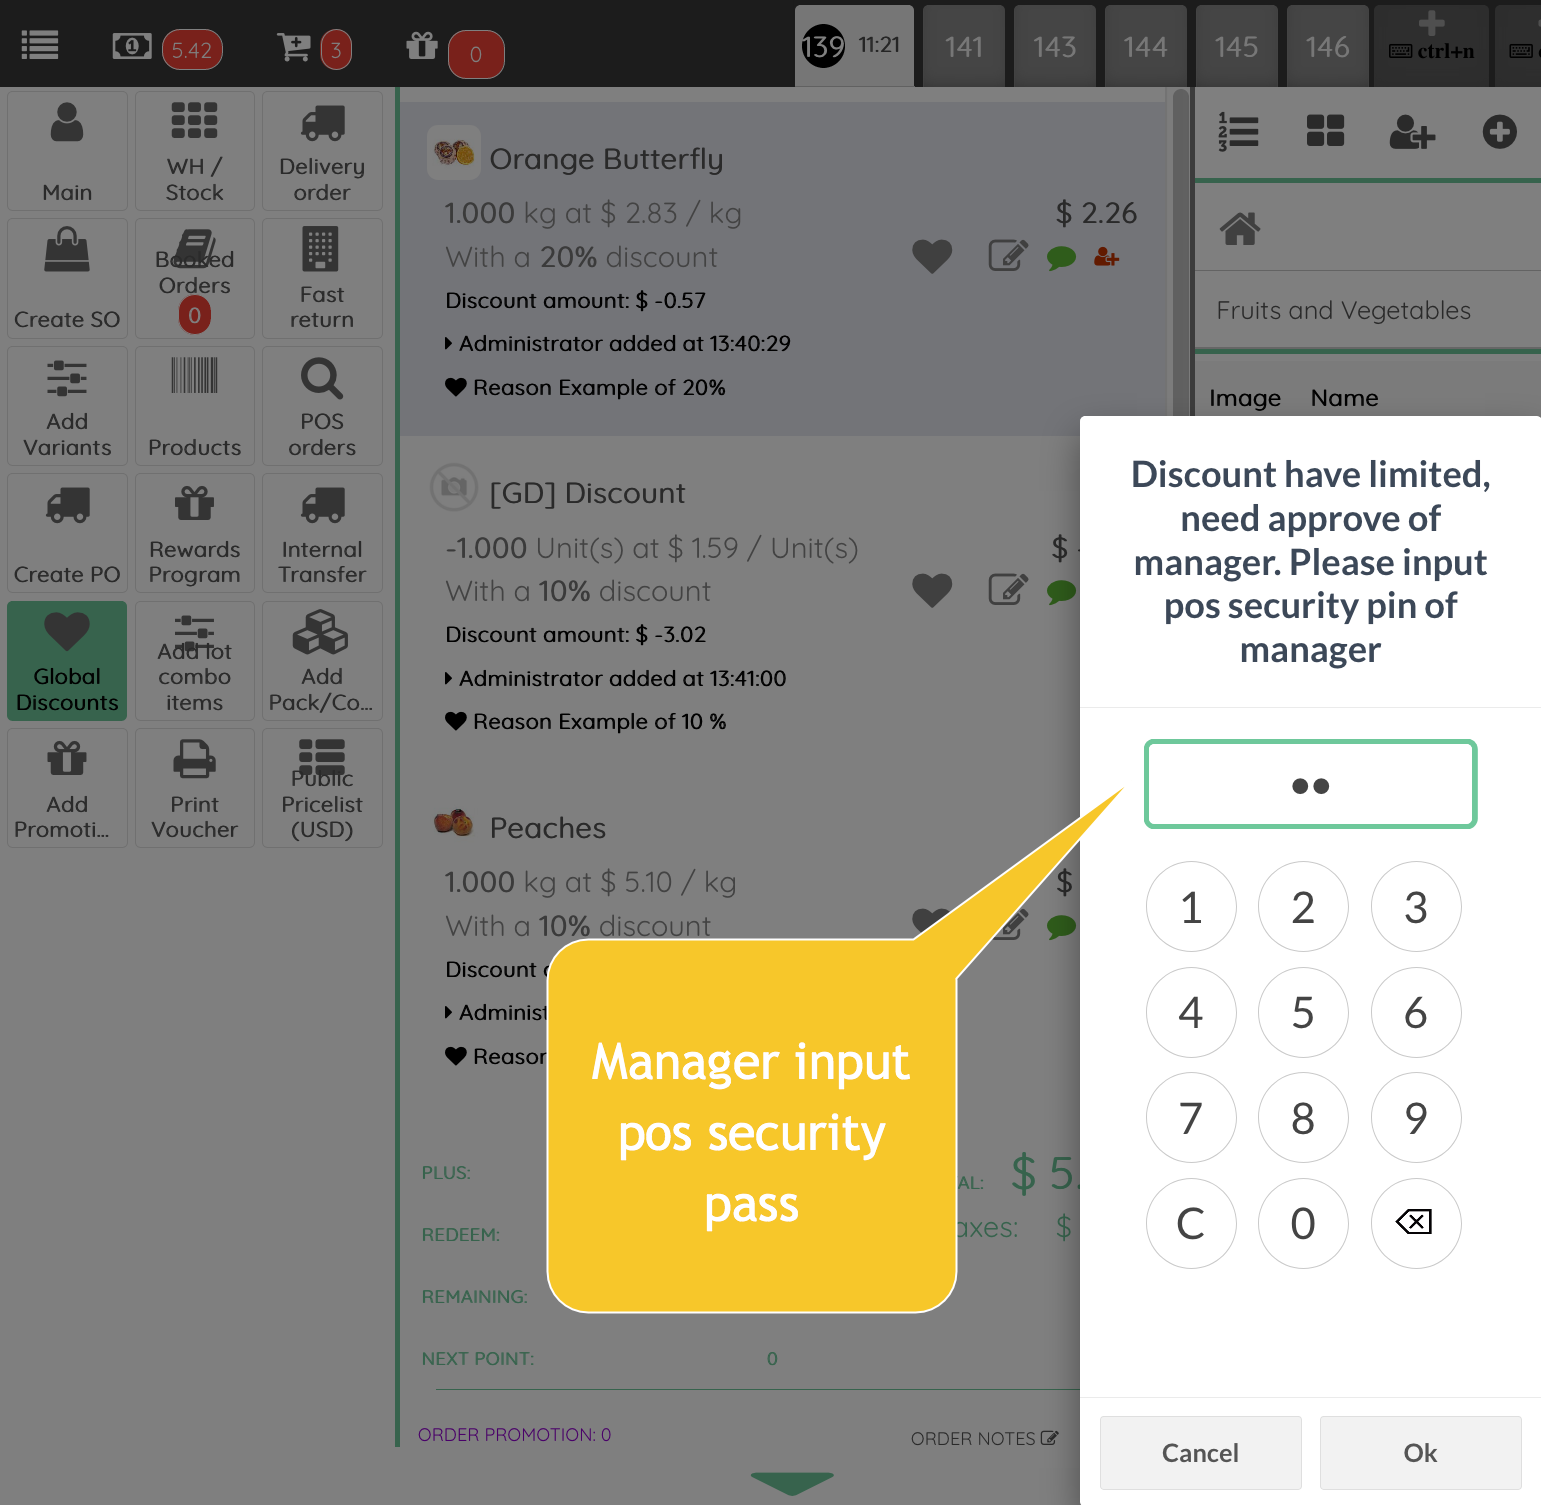 5.42
3
0
139 11:21
141
143
144
145
146
ctrl+n
Main
WH /
Stock
Delivery
order
Create SO
Booked
Orders
0
Fast
return
Add
Variants
Products
POS
orders
Create PO
Rewards
Program
Internal
Transfer
Global
Discounts
Add lot
combo
items
Add
Pack/Co...
Add
Promoti...
Print
Voucher
Public
Pricelist
(USD)
Orange Butterfly
1.000 kg at $ 2.83 / kg $ 2.26
With a 20% discount
Discount amount: $ -0.57
Administrator added at 13:40:29
Reason Example of 20%
[GD] Discount
-1.000 Unit(s) at $ 1.59 / Unit(s) $ -
With a 10% discount
Discount amount: $ -3.02
Administrator added at 13:41:00
Reason Example of 10 %
Peaches
1.000 kg at $ 5.10 / kg $
With a 10% discount
Discount
Adminis
Reason
PLUS:
REDEEM:
REMAINING:
NEXT POINT: 0
AL: $ 5.
axes: $
ORDER PROMOTION: 0
ORDER NOTES
Manager input
pos security
pass
1
2
3
Fruits and Vegetables
Image Name
Discount have limited,
need approve of
manager. Please input
pos security pin of
manager
1 2 3
4 5 6
7 8 9
C 0
Cancel Ok